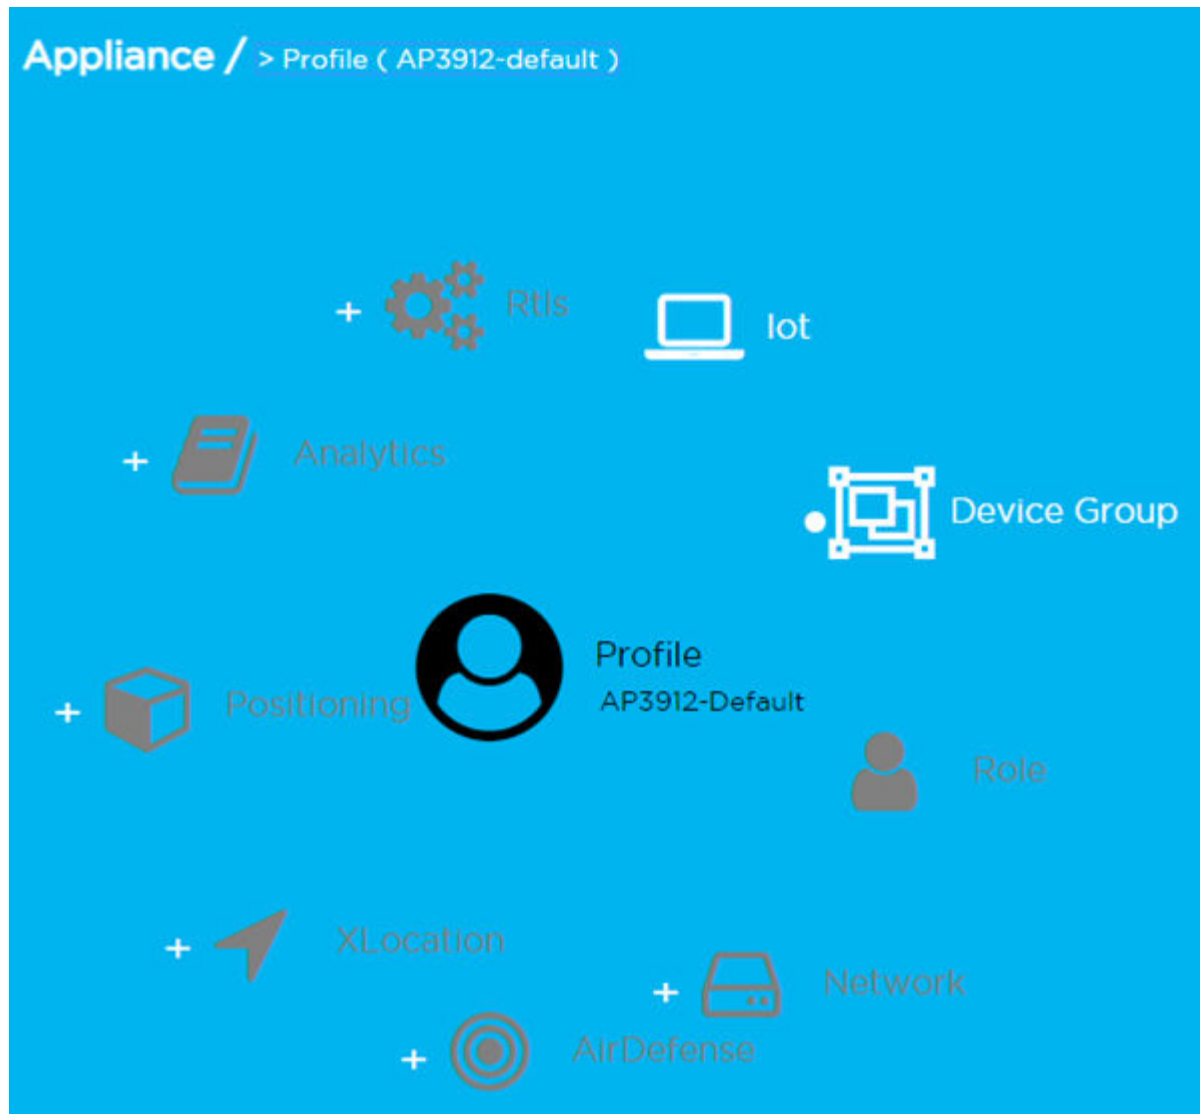 Appliance / > Profile ( AP3912-default )
+ Rtls
Iot
+ Analytics
Device Group
Profile
AP3912-Default
+ Positioning
Role
+ XLocation
+ Network
+ AirDefense